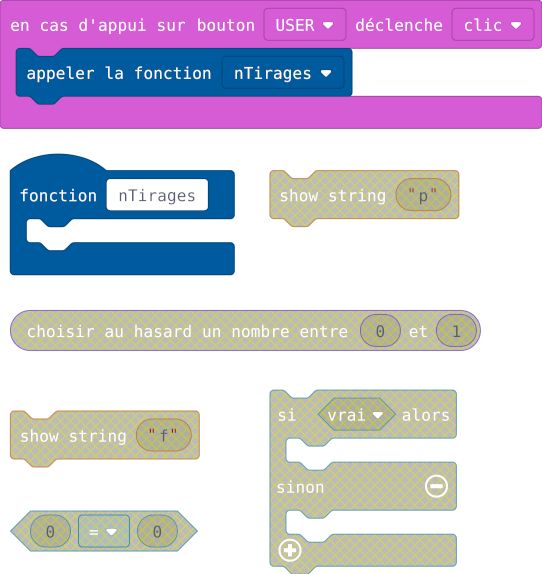 en cas d'appui sur bouton USER déclenche clic
appeler la fonction nTirages
fonction nTirages
show string "p"
choisir au hasard un nombre entre 0 et 1
show string "f"
si vrai alors
sinon
0 = 0